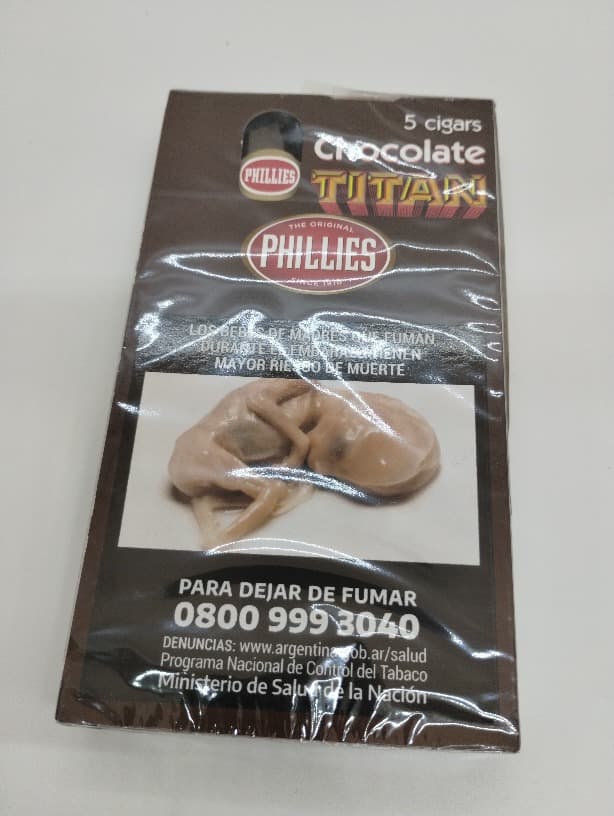 5 cigars
Chocolate
TITAN
PHILLIES
THE ORIGINAL
PHILLIES
SINCE 1910
LOS BEBÉS DE MADRES QUE FUMAN
DURANTE EL EMBARAZO TIENEN
MAYOR RIESGO DE MUERTE
PARA DEJAR DE FUMAR
0800 999 3040
DENUNCIAS: www.argentina.gob.ar/salud
Programa Nacional de Control del Tabaco
Ministerio de Salud de la Nación